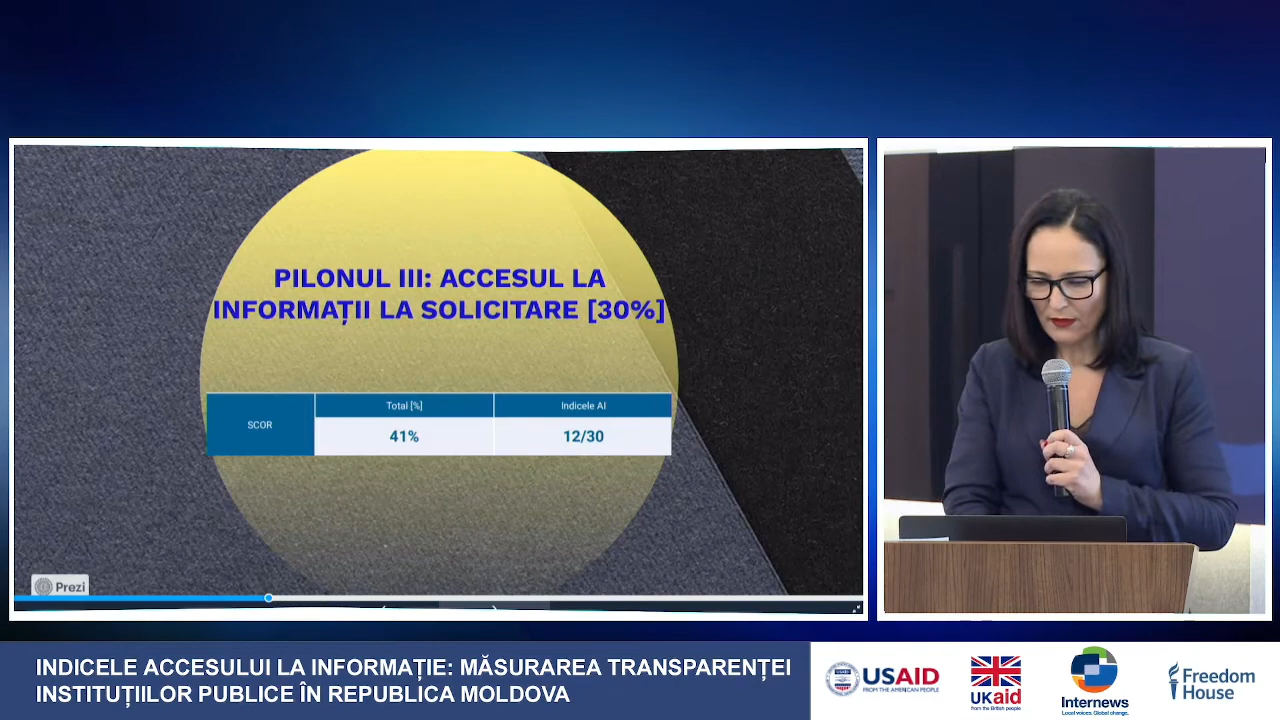 PILONUL III: ACCESUL LA
INFORMAȚII LA SOLICITARE [30%]
SCOR
Total [%]
Indicele AI
41%
12/30
Prezi
INDICELE ACCESULUI LA INFORMAȚIE: MĂSURAREA TRANSPARENȚEI
INSTITUȚIILOR PUBLICE ÎN REPUBLICA MOLDOVA
USAID
FROM THE AMERICAN PEOPLE
UKaid
from the British people
Internews
Local voices. Global change.
Freedom
House